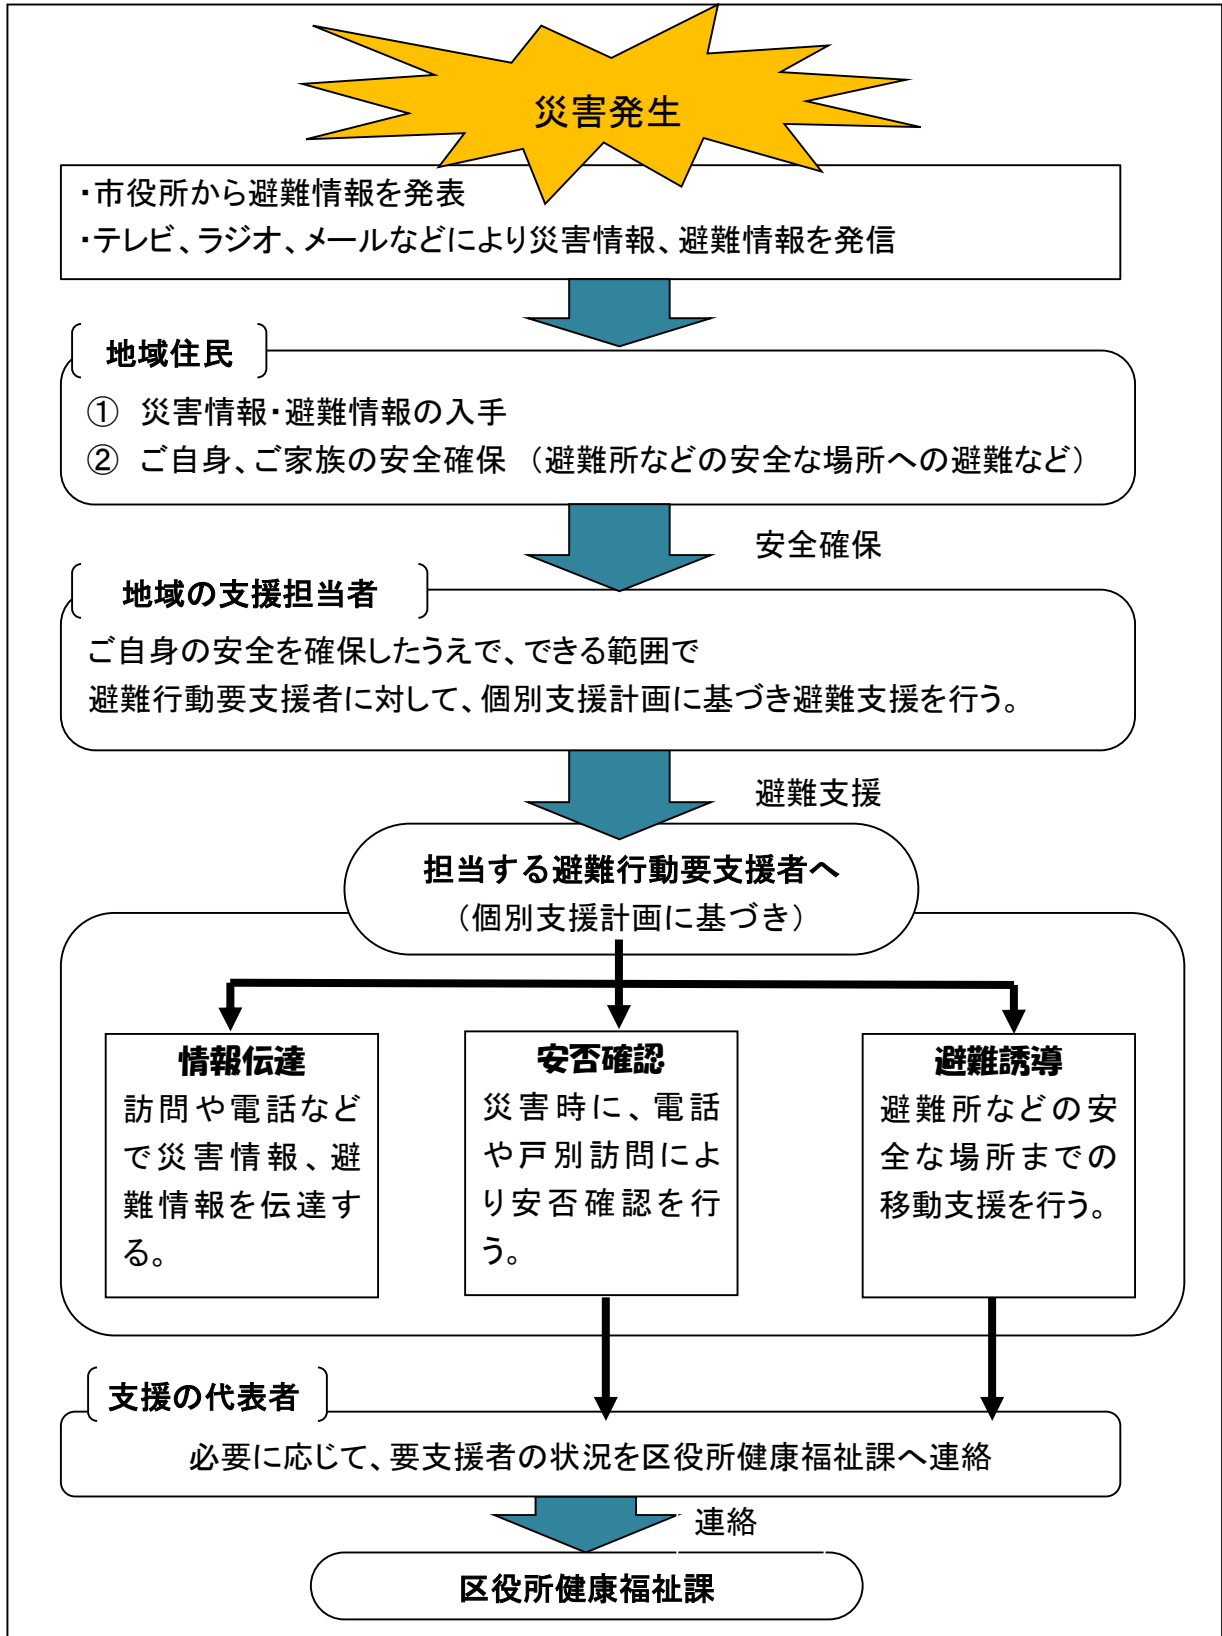 災害発生
・市役所から避難情報を発表
・テレビ、ラジオ、メールなどにより災害情報、避難情報を発信
地域住民
① 災害情報・避難情報の入手
② ご自身、ご家族の安全確保 （避難所などの安全な場所への避難など）
安全確保
地域の支援担当者
ご自身の安全を確保したうえで、できる範囲で
避難行動要支援者に対して、個別支援計画に基づき避難支援を行う。
避難支援
担当する避難行動要支援者へ
（個別支援計画に基づき）
情報伝達
訪問や電話など
で災害情報、避
難情報を伝達す
る。
安否確認
災害時に、電話
や戸別訪問によ
り安否確認を行
う。
避難誘導
避難所などの安
全な場所までの
移動支援を行う。
支援の代表者
必要に応じて、要支援者の状況を区役所健康福祉課へ連絡
連絡
区役所健康福祉課